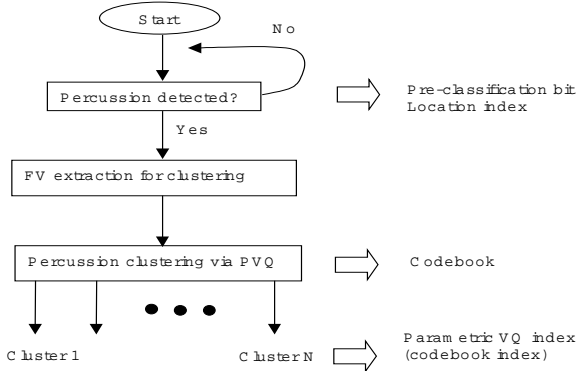 Start
No
Percussion detected?
Pre-classification bit
Location index
Yes
FV extraction for clustering
Percussion clustering via PVQ
Codebook
Cluster 1
Cluster N
Parametric VQ index
(codebook index)